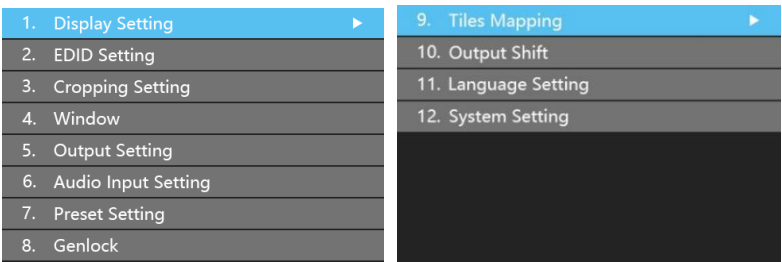 1. Display Setting
2. EDID Setting
3. Cropping Setting
4. Window
5. Output Setting
6. Audio Input Setting
7. Preset Setting
8. Genlock
9. Tiles Mapping
10. Output Shift
11. Language Setting
12. System Setting